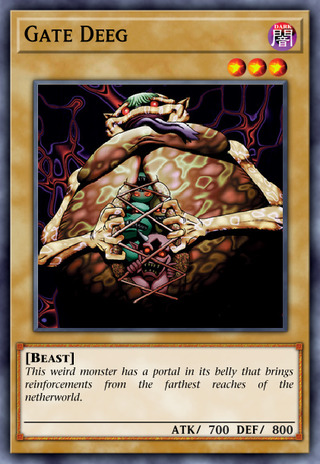 Gate Deeg
DARK
闇
[Beast]
This weird monster has a portal in its belly that brings
reinforcements from the farthest reaches of the
netherworld.
ATK/ 700 DEF/ 800